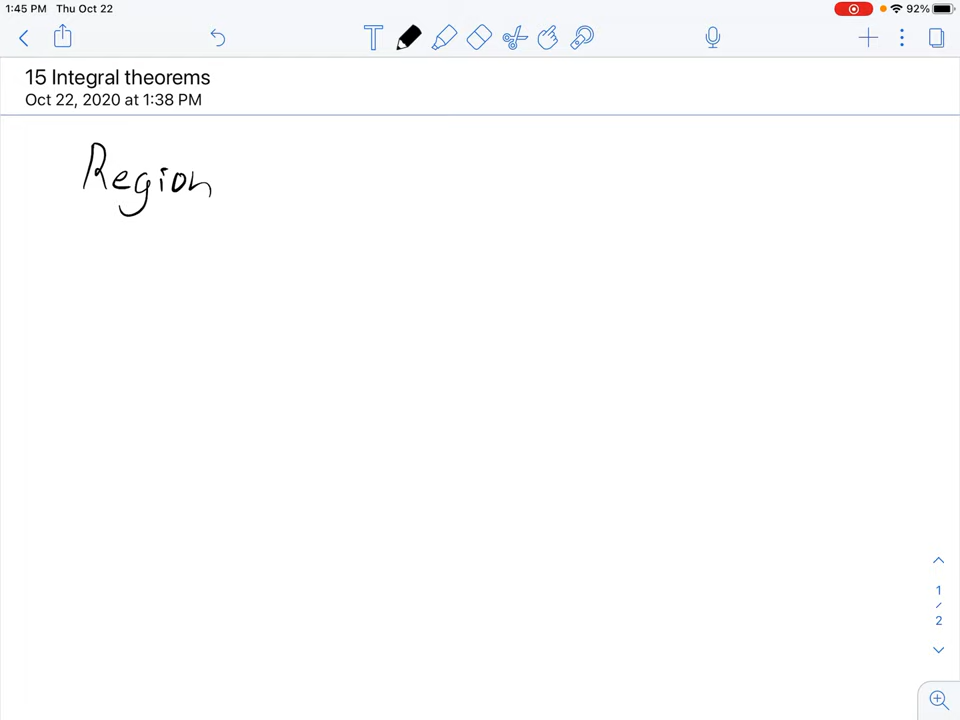 1:45 PM Thu Oct 22
92%
15 Integral theorems
Oct 22, 2020 at 1:38 PM
Region
1
/
2